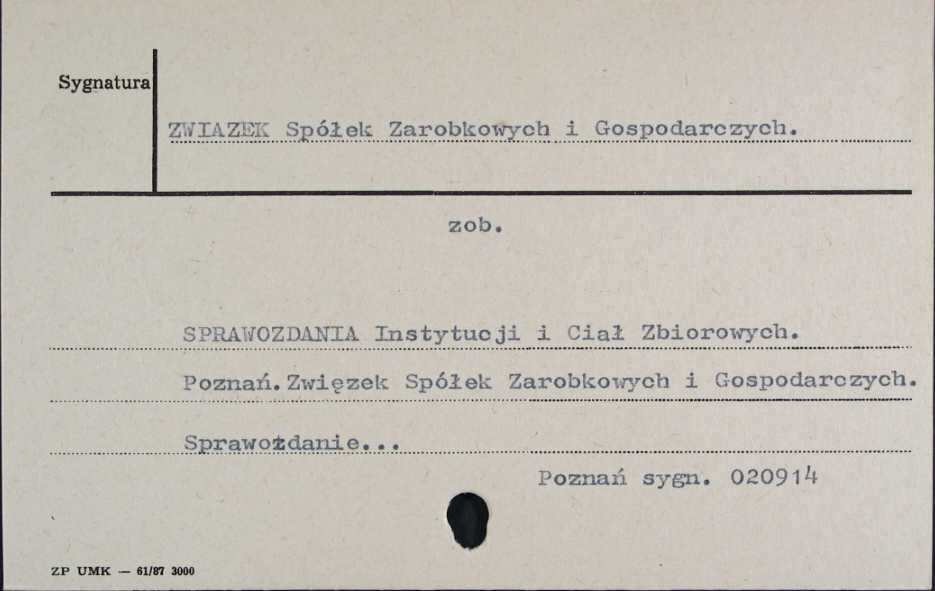 Sygnatura
ZWIAZEK Spółek Zarobkowych i Gospodarczych.
zob.
SPRAWOZDANIA Instytucji i Ciał Zbiorowych.
Poznań.Zwięzek Spółek Zarobkowych i Gospodarczych.
Sprawożdanie...
Poznań sygn. 020914
ZP UMK — 61/87 3000